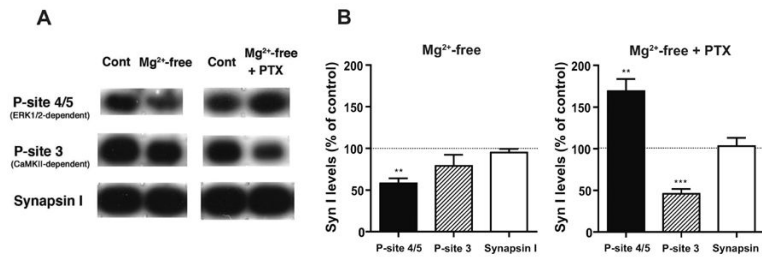 A
Cont Mg²⁺-free
Cont Mg²⁺-free + PTX
P-site 4/5
(ERK1/2-dependent)
P-site 3
(CaMKII-dependent)
Synapsin I
B
Mg²⁺-free
Syn I levels (% of control)
200
150
100
50
0
**
P-site 4/5 P-site 3 Synapsin I
Mg²⁺-free + PTX
Syn I levels (% of control)
200
150
100
50
0
**
***
P-site 4/5 P-site 3 Synapsin